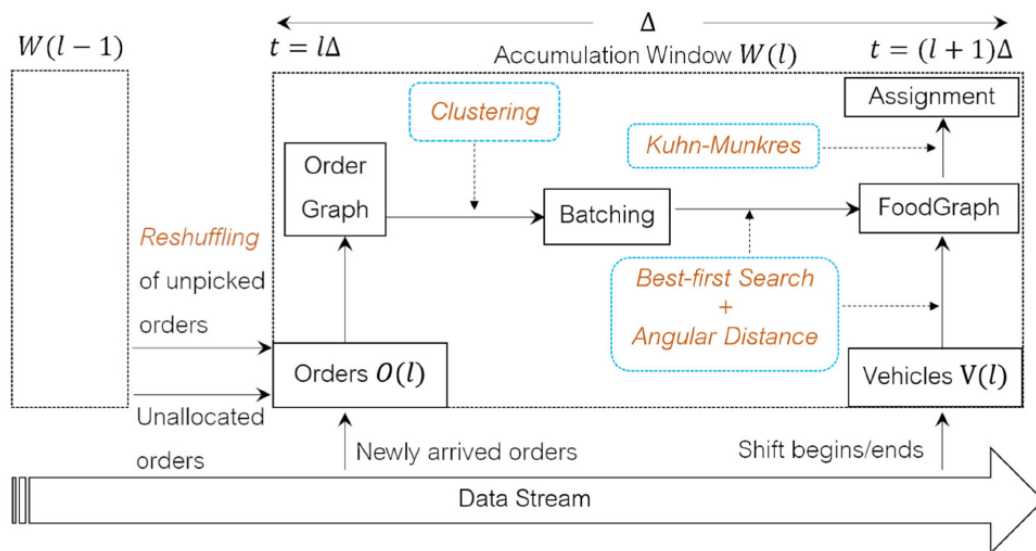 W(l − 1)
Δ
t = lΔ
Accumulation Window W(l)
t = (l + 1)Δ
Assignment
Clustering
Kuhn-Munkres
Order
Graph
Batching
FoodGraph
Reshuffling
of unpicked
orders
Best-first Search
+
Angular Distance
Orders O(l)
Vehicles V(l)
Unallocated
orders
Newly arrived orders
Shift begins/ends
Data Stream